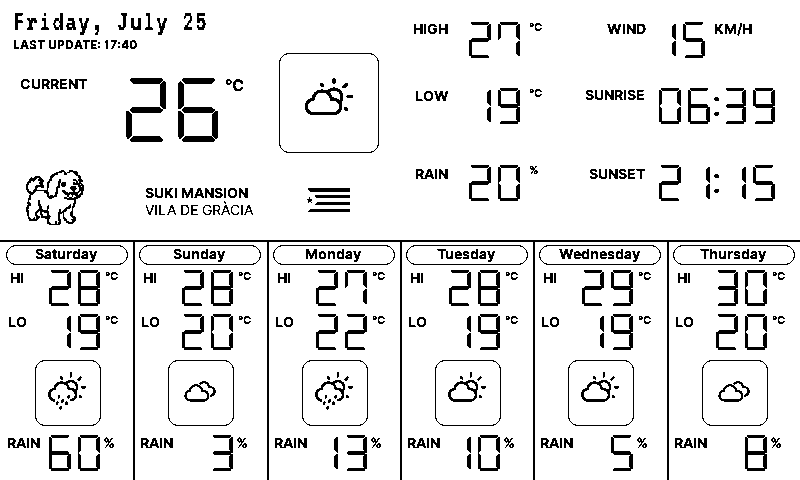 Friday, July 25
LAST UPDATE: 17:40
CURRENT 26 °C
HIGH 27 °C
WIND 15 KM/H
LOW 19 °C
SUNRISE 06:39
RAIN 20 %
SUNSET 21:15
SUKI MANSION
VILA DE GRÀCIA
Saturday
HI 28 °C
LO 19 °C
RAIN 60 %
Sunday
HI 28 °C
LO 20 °C
RAIN 3 %
Monday
HI 27 °C
LO 22 °C
RAIN 13 %
Tuesday
HI 28 °C
LO 19 °C
RAIN 10 %
Wednesday
HI 29 °C
LO 19 °C
RAIN 5 %
Thursday
HI 30 °C
LO 20 °C
RAIN 8 %